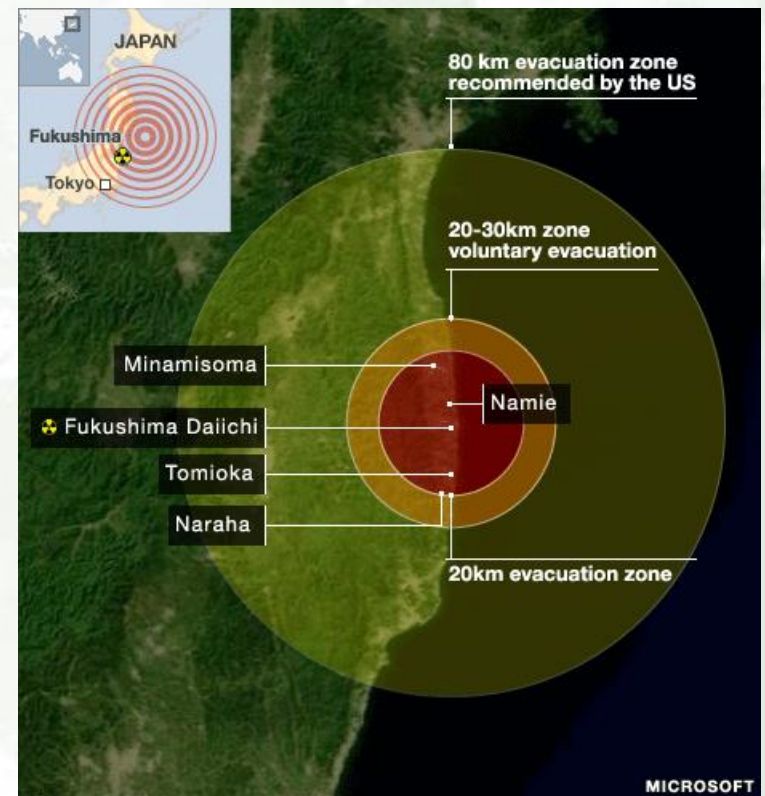 JAPAN
Fukushima
Tokyo
80 km evacuation zone
recommended by the US
20-30km zone
voluntary evacuation
Minamisoma
Namie
Fukushima Daiichi
Tomioka
Naraha
20km evacuation zone
MICROSOFT